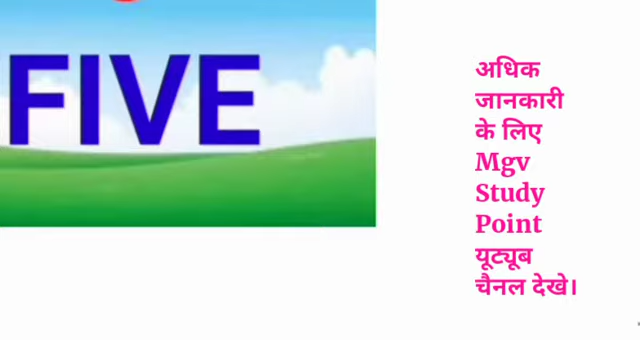 FIVE
अधिक
जानकारी
के लिए
Mgv
Study
Point
यूट्यूब
चैनल देखे।